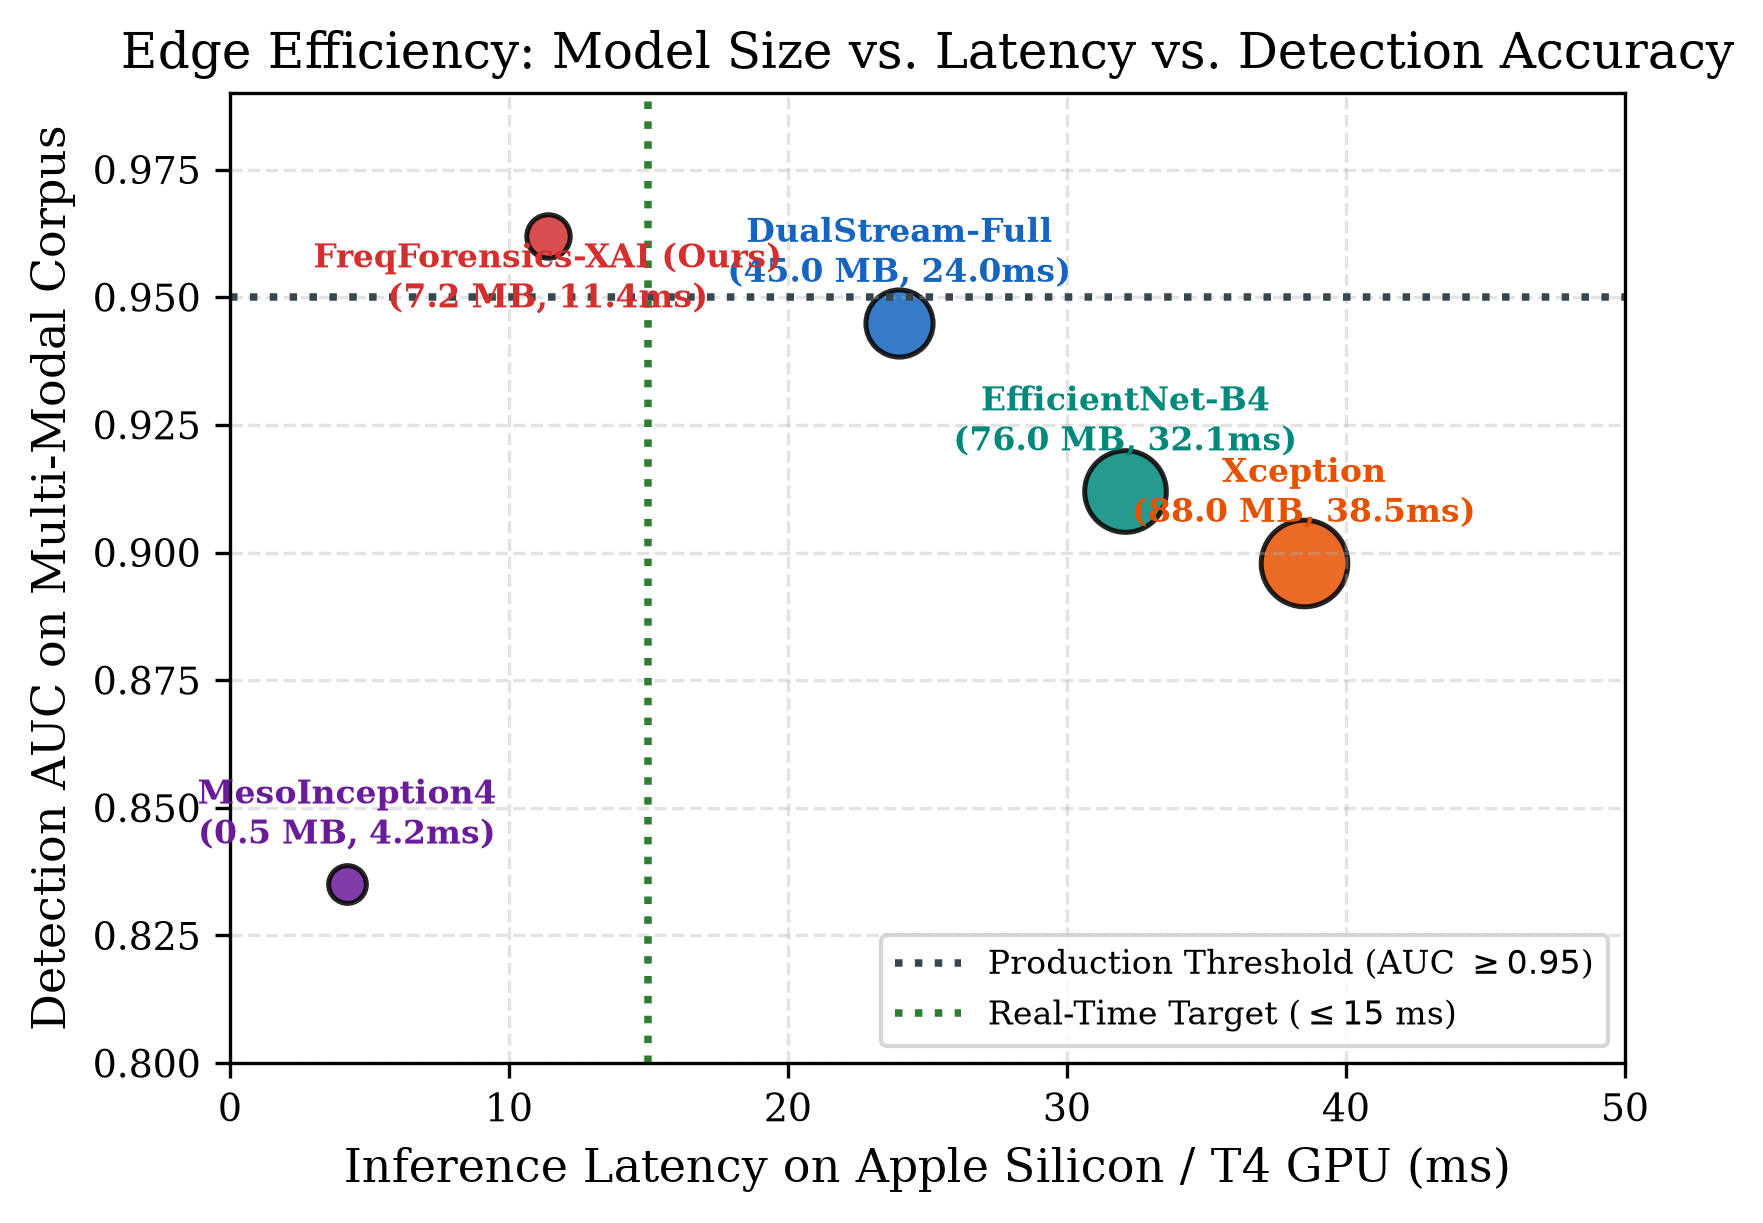 Edge Efficiency: Model Size vs. Latency vs. Detection Accuracy
Detection AUC on Multi-Modal Corpus
0.975
0.950
0.925
0.900
0.875
0.850
0.825
0.800
FreqForensics-XAI (Ours)
(7.2 MB, 11.4ms)
DualStream-Full
(45.0 MB, 24.0ms)
EfficientNet-B4
(76.0 MB, 32.1ms)
Xception
(88.0 MB, 38.5ms)
MesoInception4
(0.5 MB, 4.2ms)
Production Threshold (AUC ≥0.95)
Real-Time Target (≤15 ms)
0 10 20 30 40 50
Inference Latency on Apple Silicon / T4 GPU (ms)